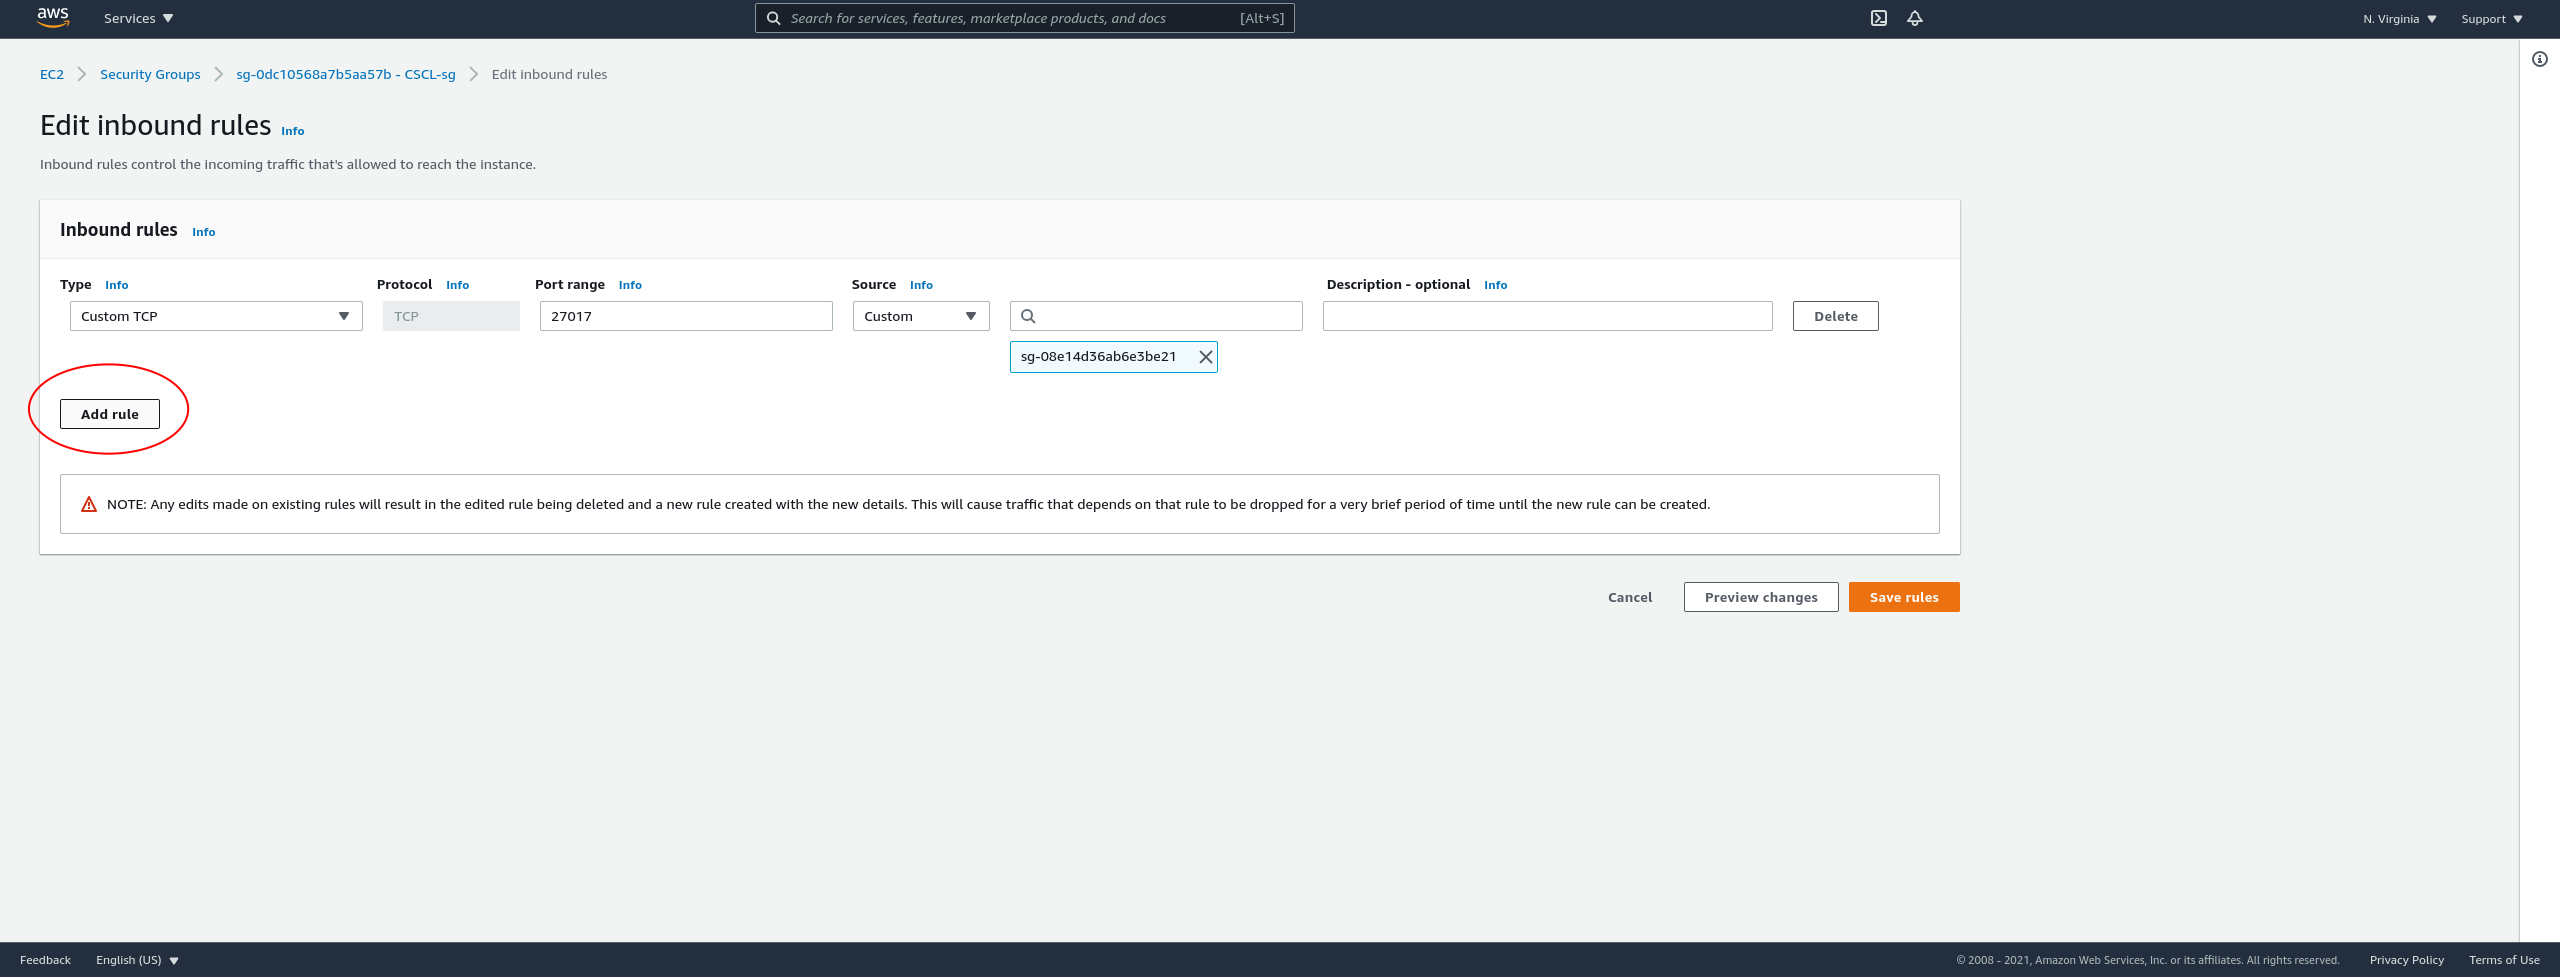 aws Services Search for services, features, marketplace products, and docs [Alt+S] N. Virginia Support
EC2 Security Groups sg-0dc10568a7b5aa57b - CSCL-sg Edit inbound rules
Edit inbound rules Info
Inbound rules control the incoming traffic that's allowed to reach the instance.
Inbound rules Info
Type Info Protocol Info Port range Info Source Info Description - optional Info
Custom TCP TCP 27017 Custom Delete
sg-08e14d36ab6e3be21
Add rule
NOTE: Any edits made on existing rules will result in the edited rule being deleted and a new rule created with the new details. This will cause traffic that depends on that rule to be dropped for a very brief period of time until the new rule can be created.
Cancel Preview changes Save rules
Feedback English (US) © 2008 - 2021, Amazon Web Services, Inc. or its affiliates. All rights reserved. Privacy Policy Terms of Use